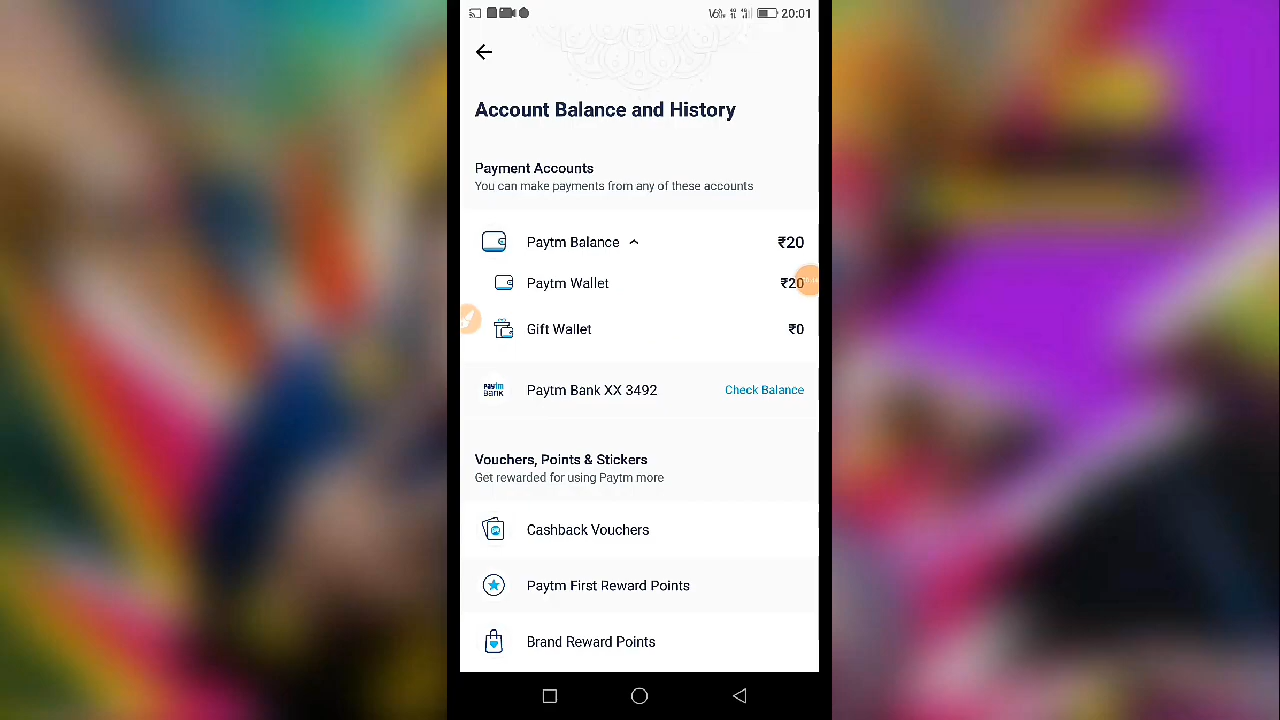 20:01
Account Balance and History
Payment Accounts
You can make payments from any of these accounts
Paytm Balance ₹20
Paytm Wallet ₹20
Gift Wallet ₹0
paytm BANK Paytm Bank XX 3492 Check Balance
Vouchers, Points & Stickers
Get rewarded for using Paytm more
Cashback Vouchers
Paytm First Reward Points
Brand Reward Points